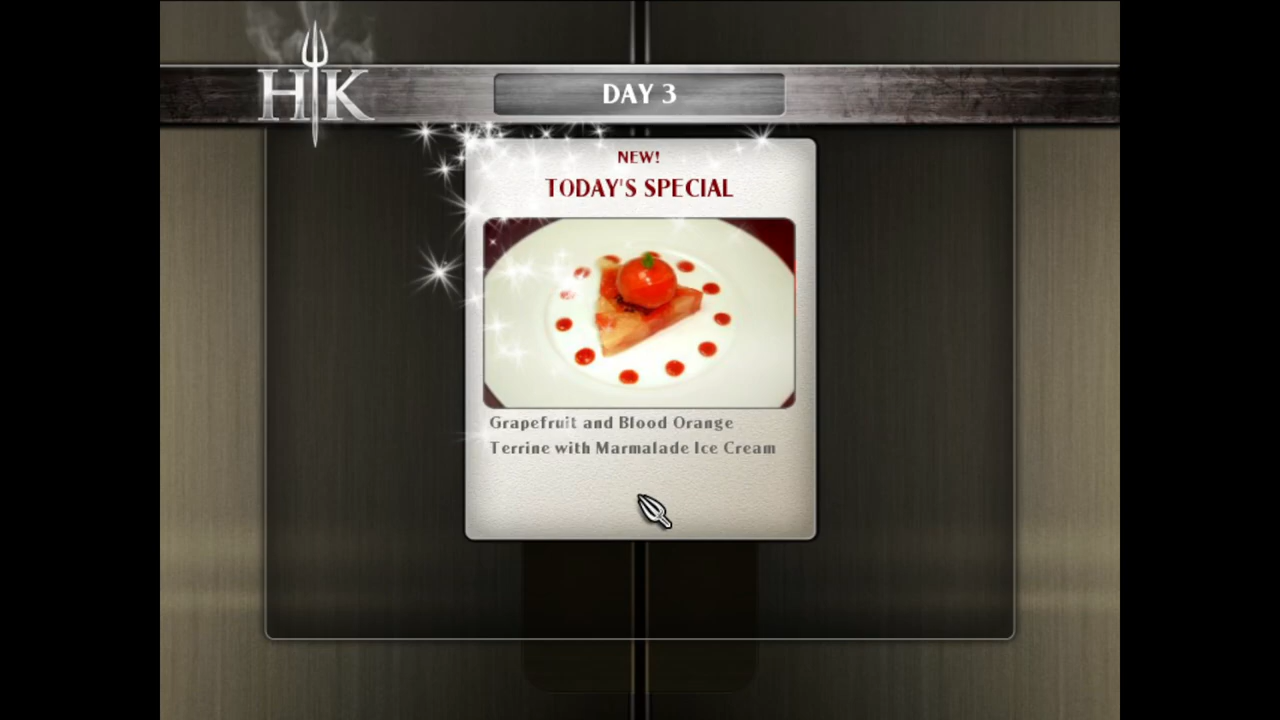 HK
DAY 3
NEW!
TODAY'S SPECIAL
Grapefruit and Blood Orange
Terrine with Marmalade Ice Cream